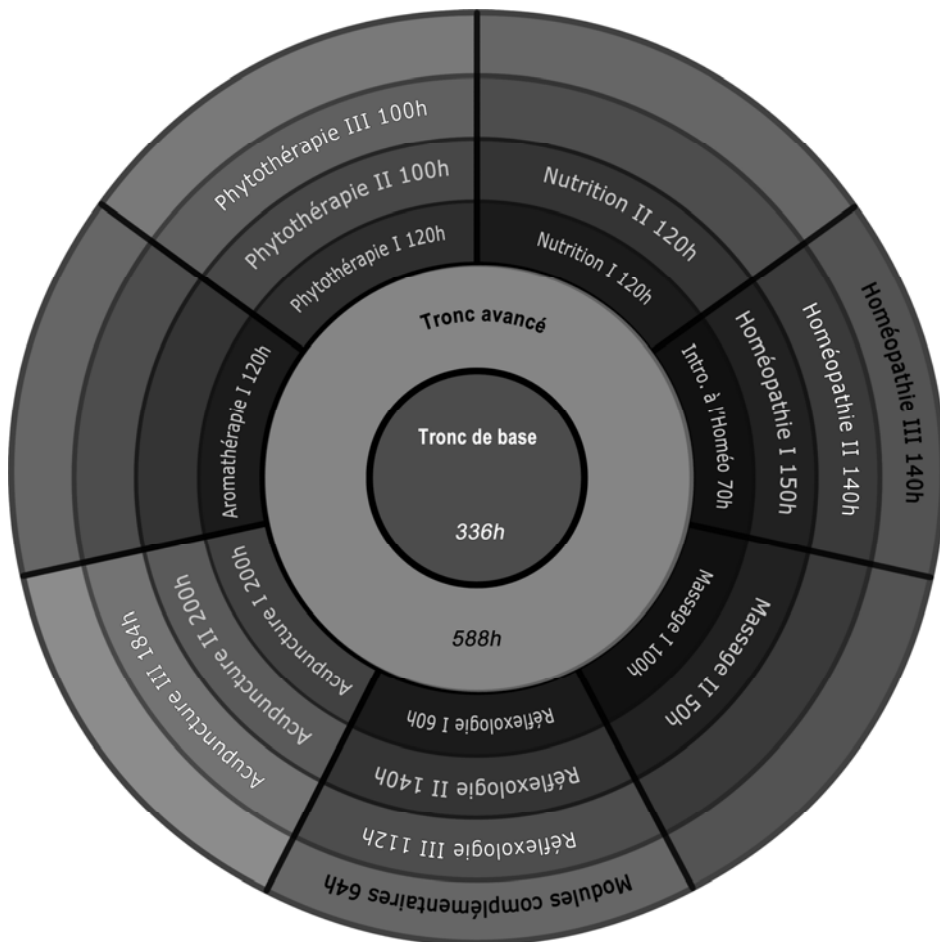 Phytothérapie III 100h
Phytothérapie II 100h
Phytothérapie I 120h
Nutrition II 120h
Nutrition I 120h
Homéopathie III 140h
Homéopathie II 140h
Homéopathie I 150h
Intro. à l'Homéo 70h
Massage I 100h
Massage II 50h
Réflexologie I 60h
Réflexologie II 140h
Réflexologie III 112h
Modules complémentaires 64h
Acupuncture I 200h
Acupuncture II 200h
Acupuncture III 184h
Aromathérapie I 120h
Tronc avancé
Tronc de base
336h
588h